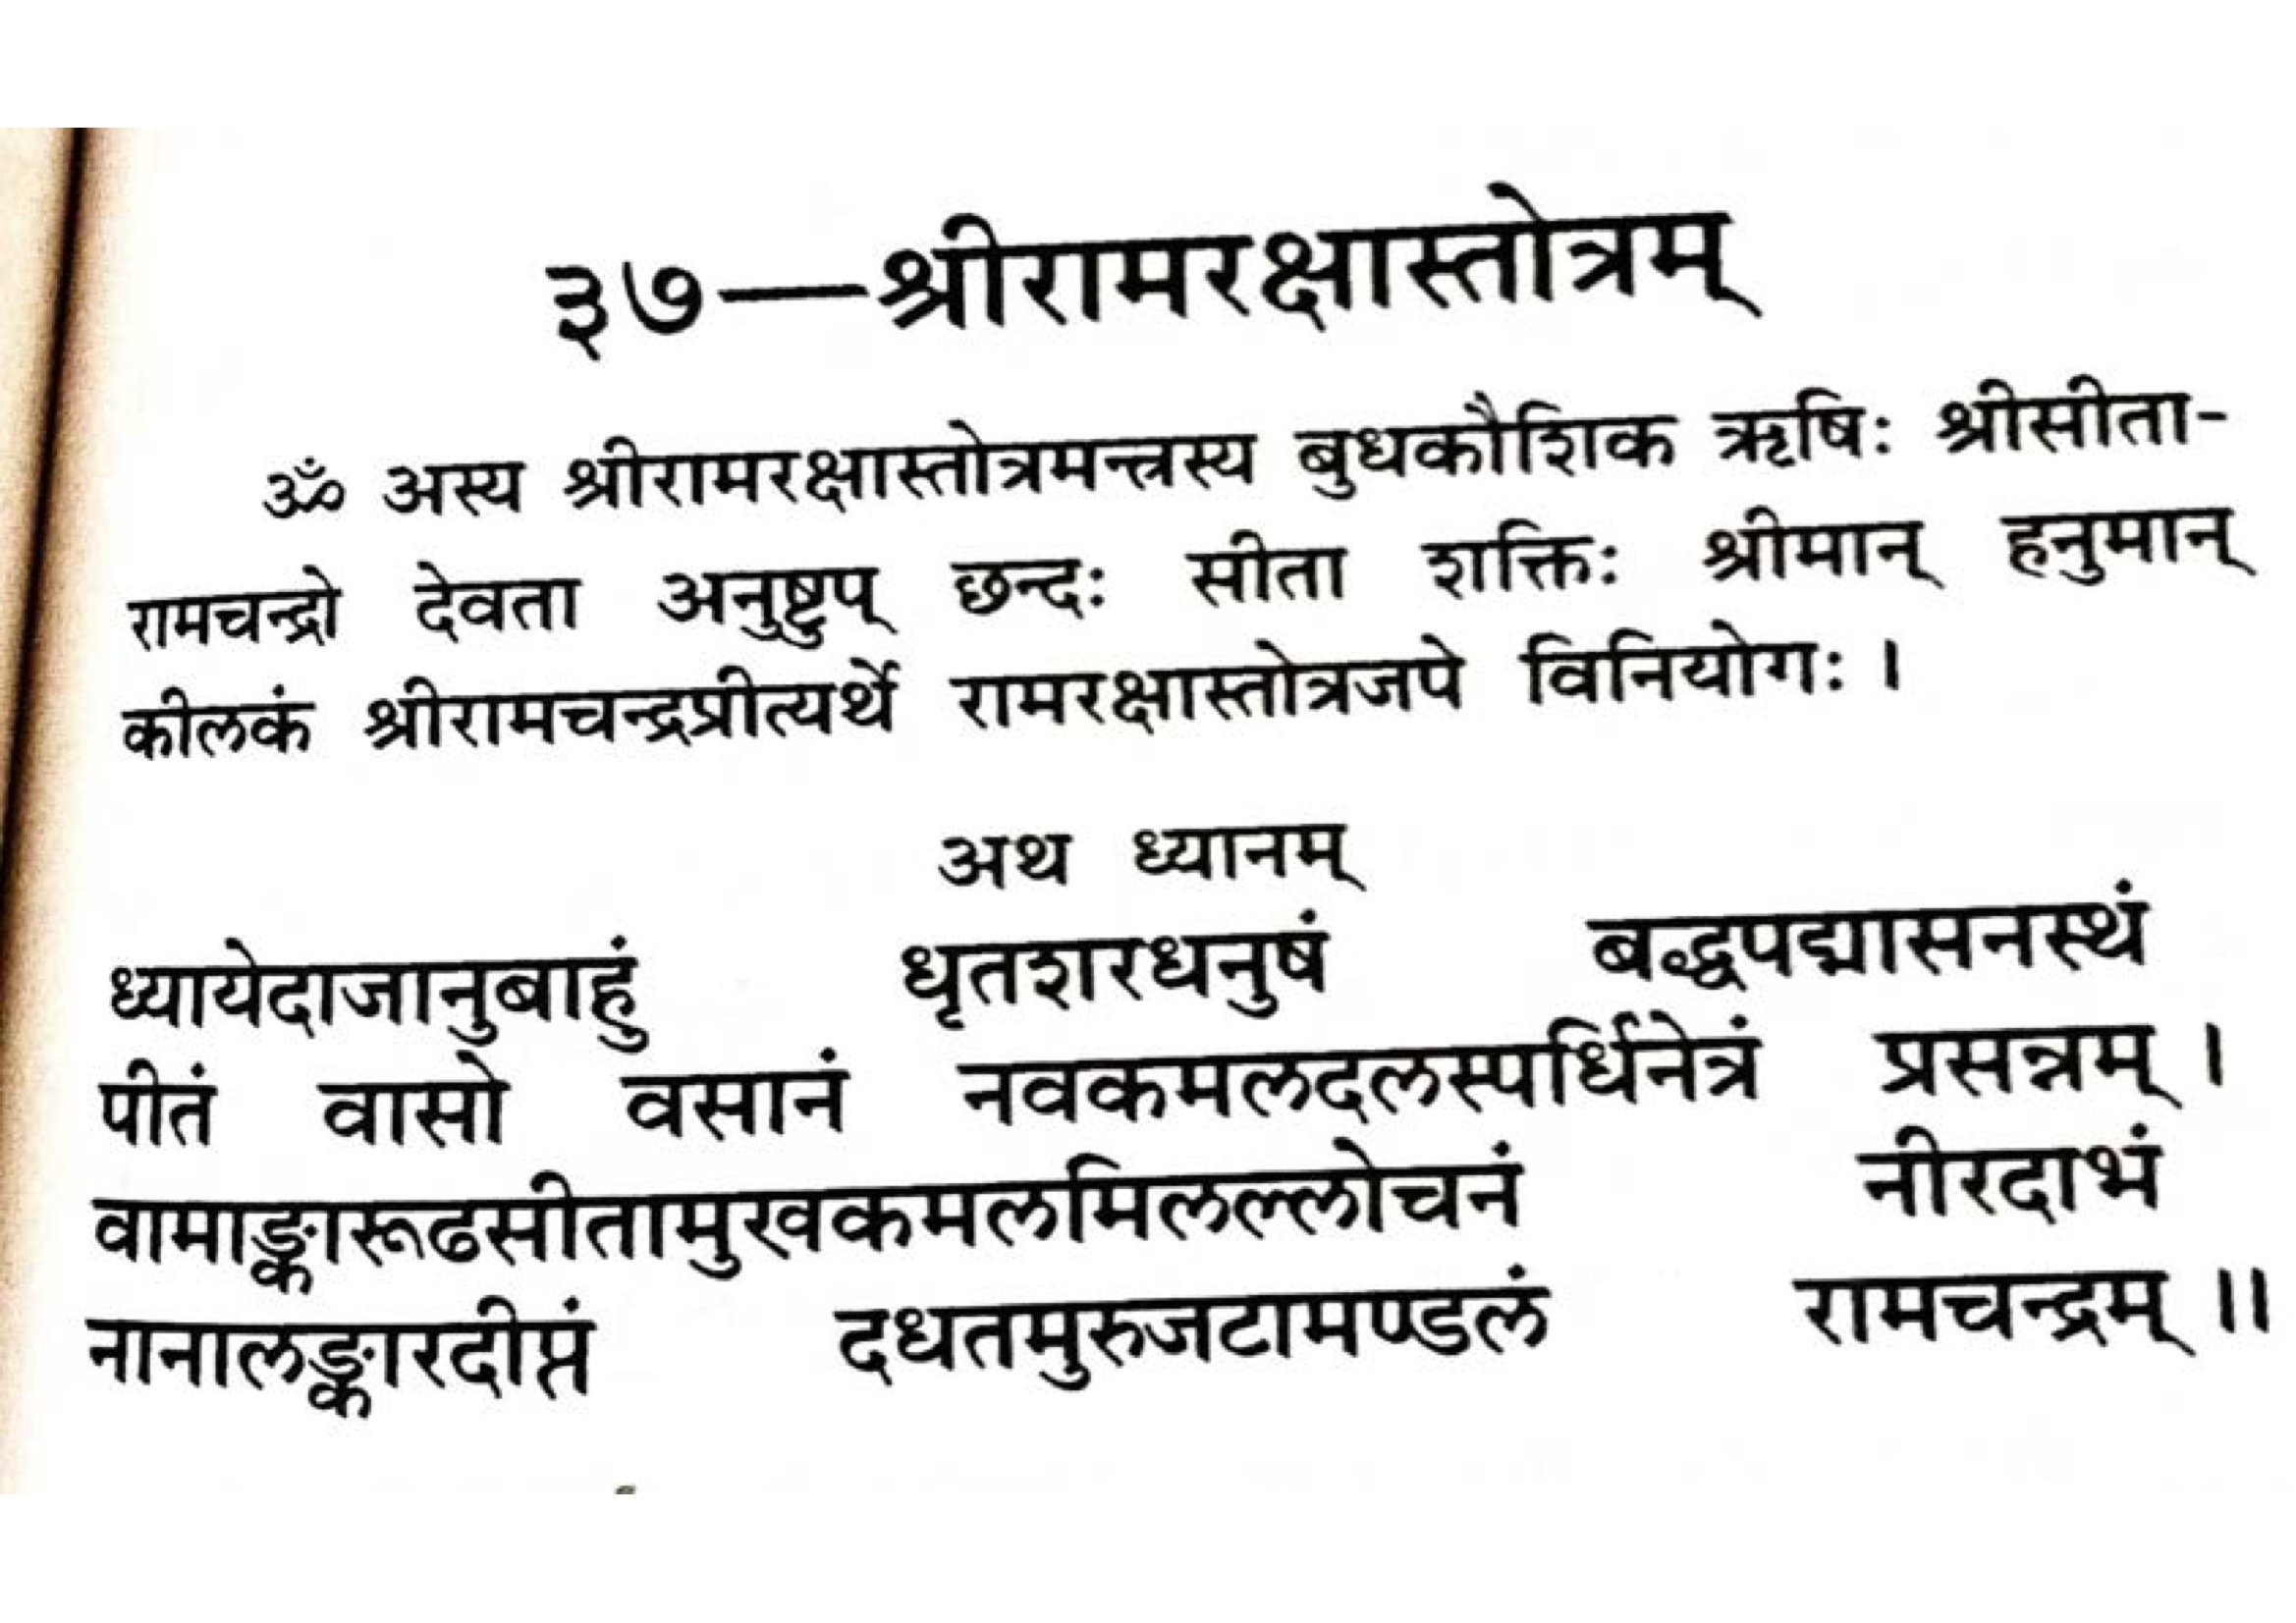 ३७—श्रीरामरक्षास्तोत्रम्
ॐ अस्य श्रीरामरक्षास्तोत्रमन्त्रस्य बुधकौशिक ऋषिः श्रीसीता-
रामचन्द्रो देवता अनुष्टुप् छन्दः सीता शक्तिः श्रीमान् हनुमान्
कीलकं श्रीरामचन्द्रप्रीत्यर्थे रामरक्षास्तोत्रजपे विनियोगः ।
अथ ध्यानम्
ध्यायेदाजानुबाहुं धृतशरधनुषं बद्धपद्मासनस्थं
पीतं वासो वसानं नवकमलदलस्पर्धिनेत्रं प्रसन्नम् ।
वामाङ्कारूढसीतामुखकमलमिलल्लोचनं नीरदाभं
नानालङ्कारदीप्तं दधतमुरुजटामण्डलं रामचन्द्रम् ॥